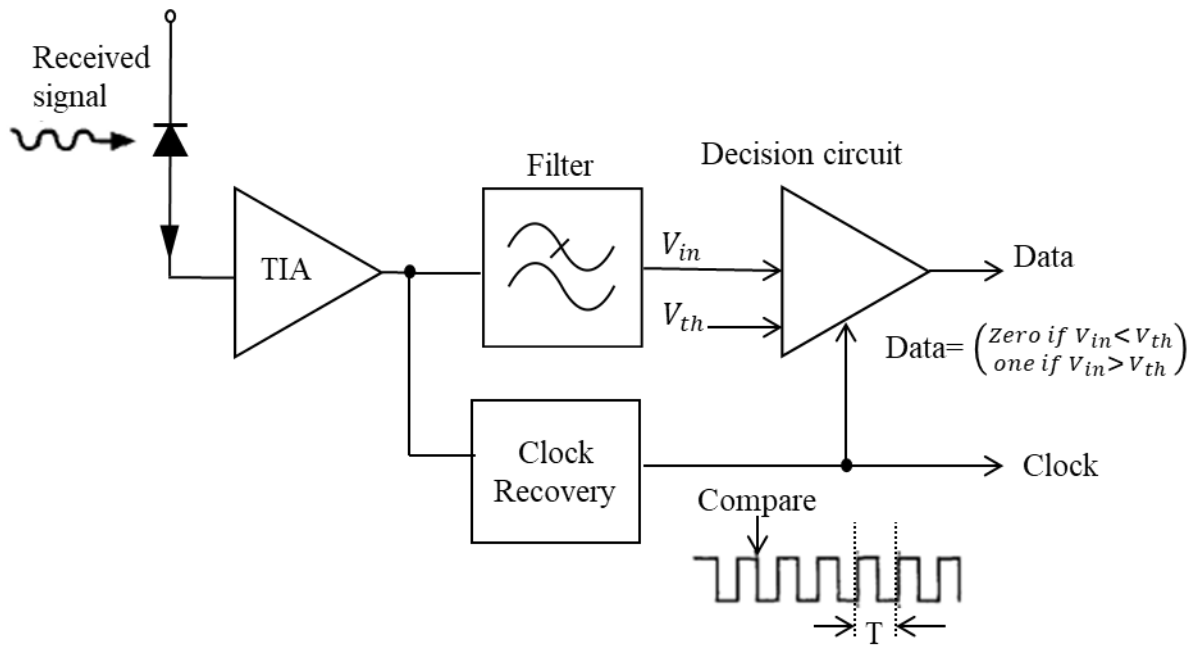 Received
signal
TIA
Filter
Decision circuit
V_in
V_th
Data
Data= (Zero if V_in< V_th
one if V_in> V_th)
Clock
Recovery
Clock
Compare
T